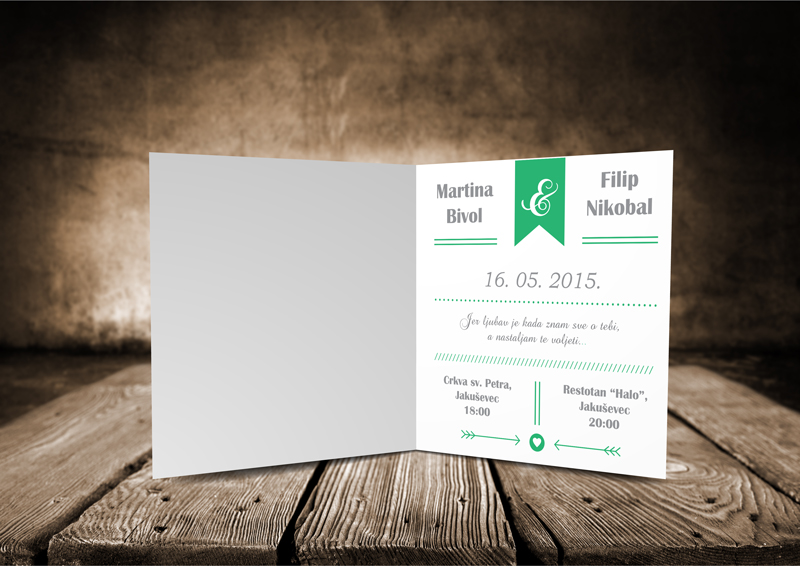 Martina
Bivol
&
Filip
Nikobal
16. 05. 2015.
Jer ljubav je kada znam sve o tebi,
a nastaljam te voljeti...
Crkva sv. Petra,
Jakuševec
18:00
Restotan “Halo”,
Jakuševec
20:00